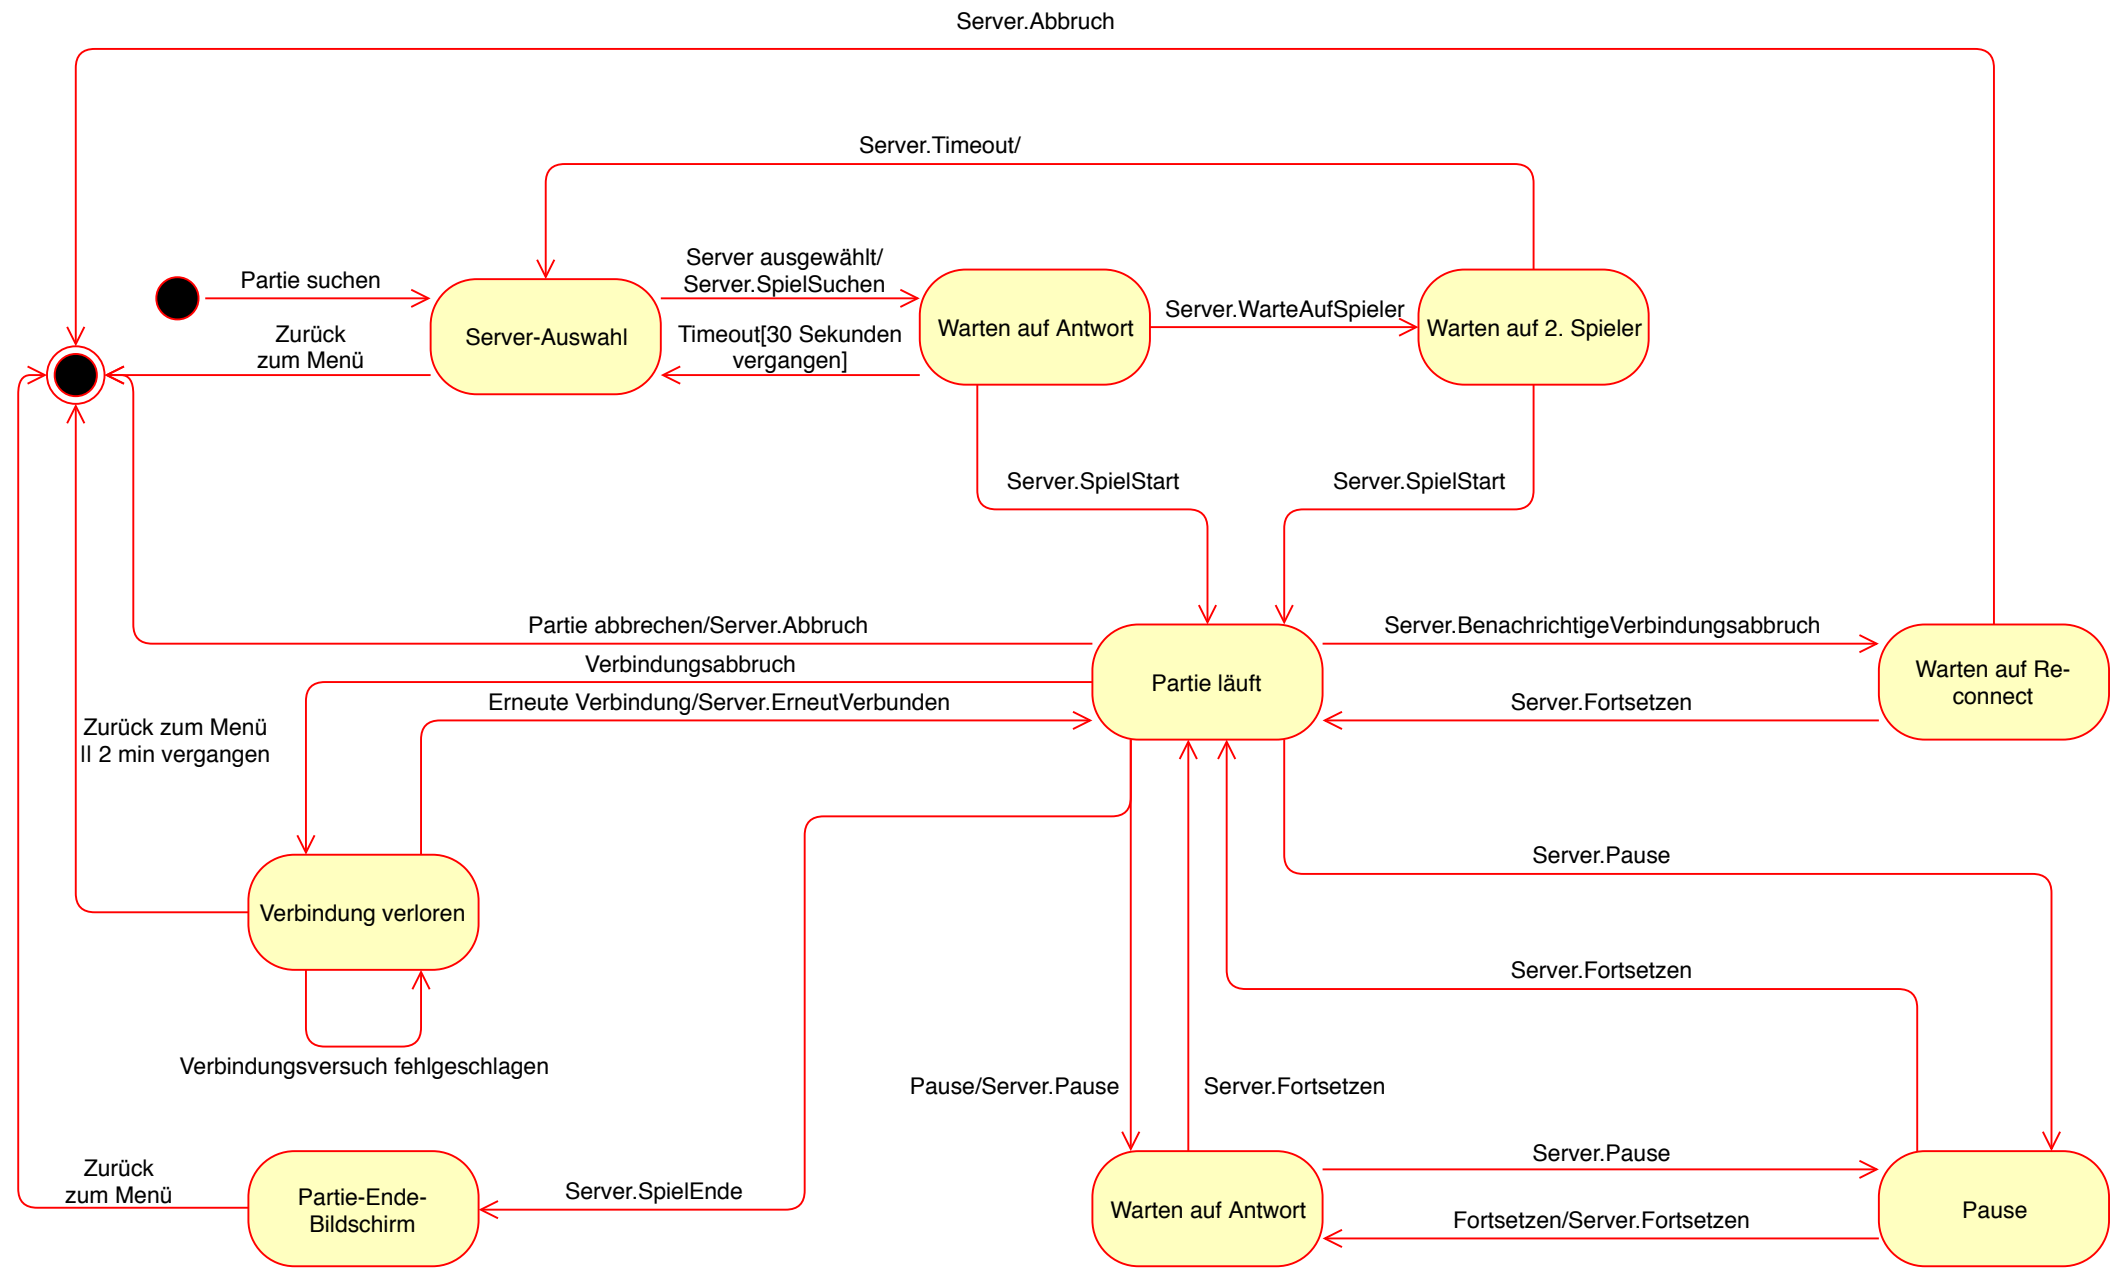 Server.Abbruch
Server.Timeout/
Partie suchen
Server ausgewählt/
Server.SpielSuchen
Server.WarteAufSpieler
Server-Auswahl
Warten auf Antwort
Warten auf 2. Spieler
Zurück
zum Menü
Timeout[30 Sekunden
vergangen]
Server.SpielStart
Server.SpielStart
Partie abbrechen/Server.Abbruch
Server.BenachrichtigeVerbindungsabbruch
Verbindungsabbruch
Partie läuft
Warten auf Re-
connect
Erneute Verbindung/Server.ErneutVerbunden
Server.Fortsetzen
Zurück zum Menü
|| 2 min vergangen
Server.Pause
Verbindung verloren
Server.Fortsetzen
Verbindungsversuch fehlgeschlagen
Pause/Server.Pause
Server.Fortsetzen
Server.Pause
Zurück
zum Menü
Partie-Ende-
Bildschirm
Server.SpielEnde
Warten auf Antwort
Pause
Fortsetzen/Server.Fortsetzen